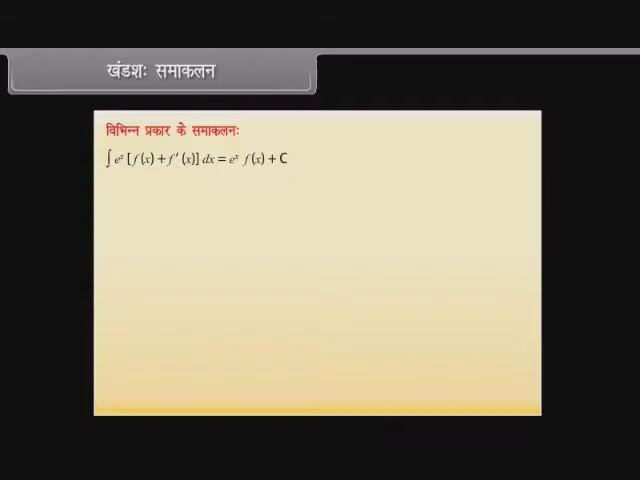 खंडशः समाकलन
विभिन्न प्रकार के समाकलनः
∫ eˣ [ f (x) + f ′ (x)] dx = eˣ f (x) + C